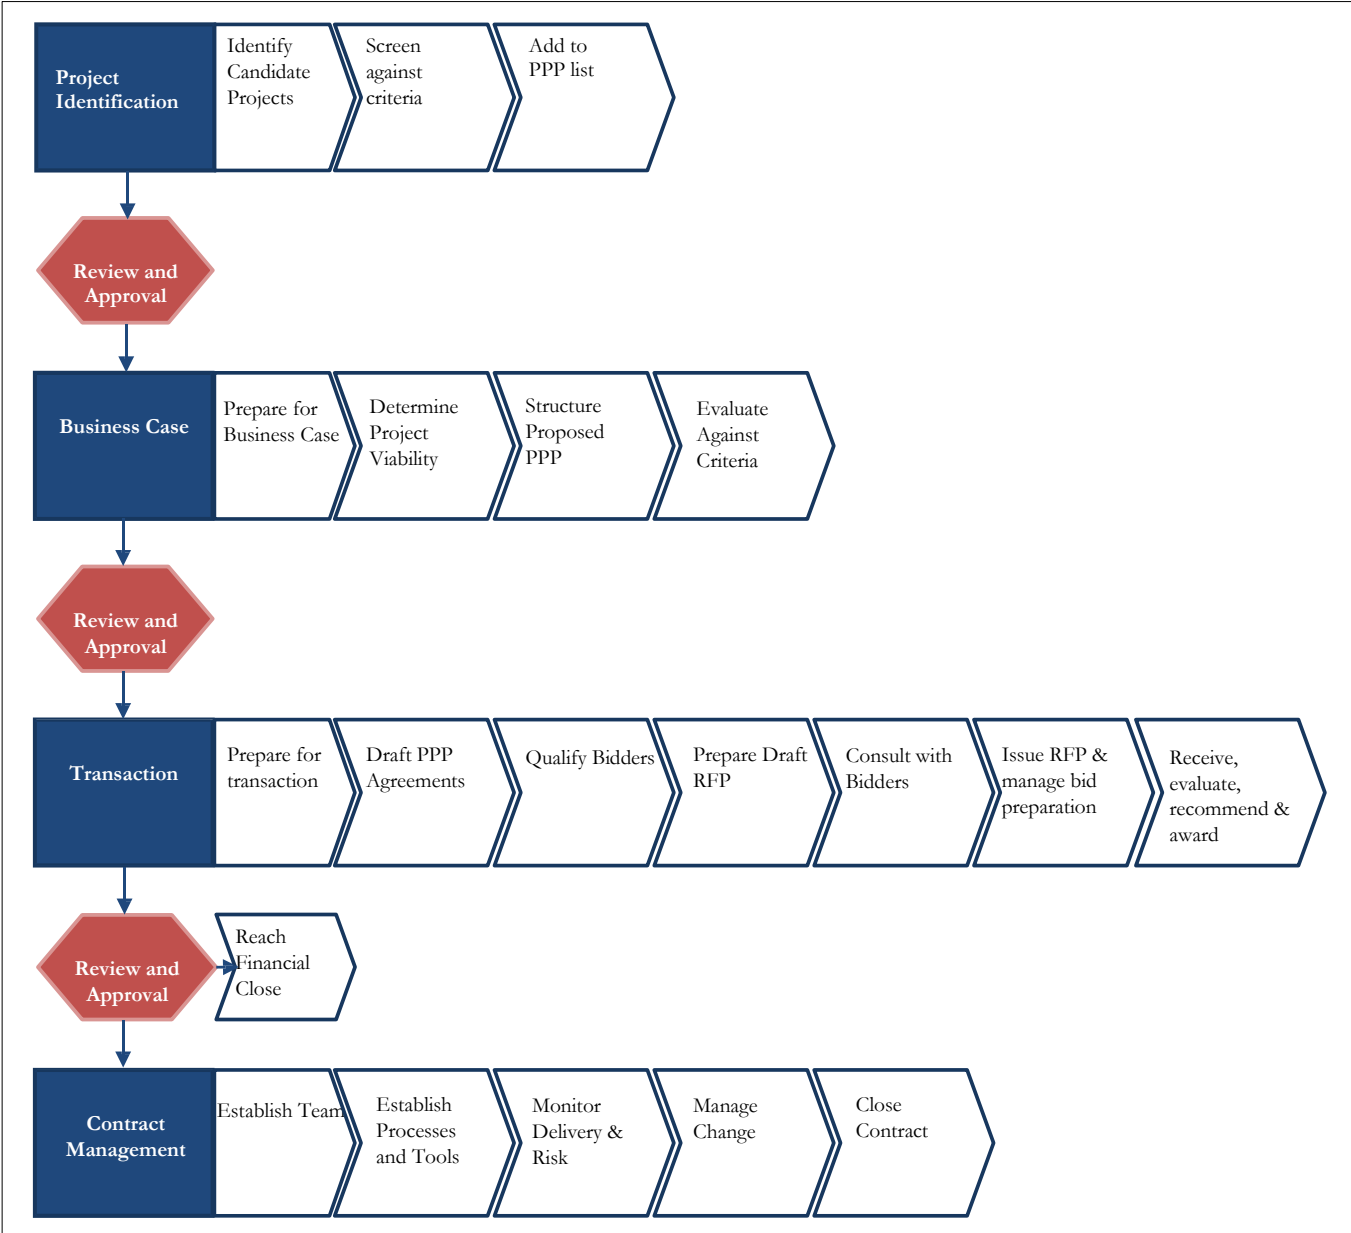 Project
Identification
Identify
Candidate
Projects
Screen
against
criteria
Add to
PPP list
Review and
Approval
Business Case
Prepare for
Business Case
Determine
Project
Viability
Structure
Proposed
PPP
Evaluate
Against
Criteria
Review and
Approval
Transaction
Prepare for
transaction
Draft PPP
Agreements
Qualify Bidders
Prepare Draft
RFP
Consult with
Bidders
Issue RFP &
manage bid
preparation
Receive,
evaluate,
recommend &
award
Review and
Approval
Reach
Financial
Close
Contract
Management
Establish Team
Establish
Processes
and Tools
Monitor
Delivery &
Risk
Manage
Change
Close
Contract